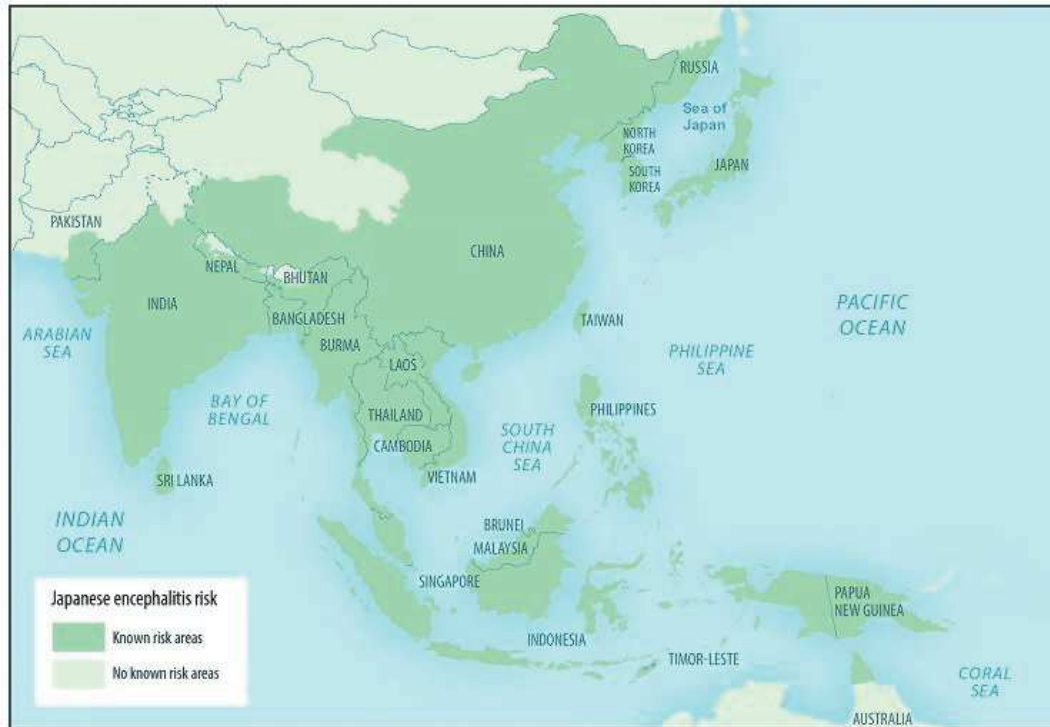 RUSSIA
Sea of
Japan
NORTH
KOREA
SOUTH
KOREA
JAPAN
PAKISTAN
CHINA
NEPAL
BHUTAN
INDIA
BANGLADESH
BURMA
TAIWAN
PACIFIC
OCEAN
ARABIAN
SEA
LAOS
PHILIPPINE
SEA
BAY OF
BENGAL
THAILAND
PHILIPPINES
CAMBODIA
SOUTH
CHINA
SEA
VIETNAM
SRI LANKA
INDIAN
OCEAN
BRUNEI
MALAYSIA
SINGAPORE
PAPUA
NEW GUINEA
INDONESIA
TIMOR-LESTE
CORAL
SEA
AUSTRALIA
Japanese encephalitis risk
Known risk areas
No known risk areas